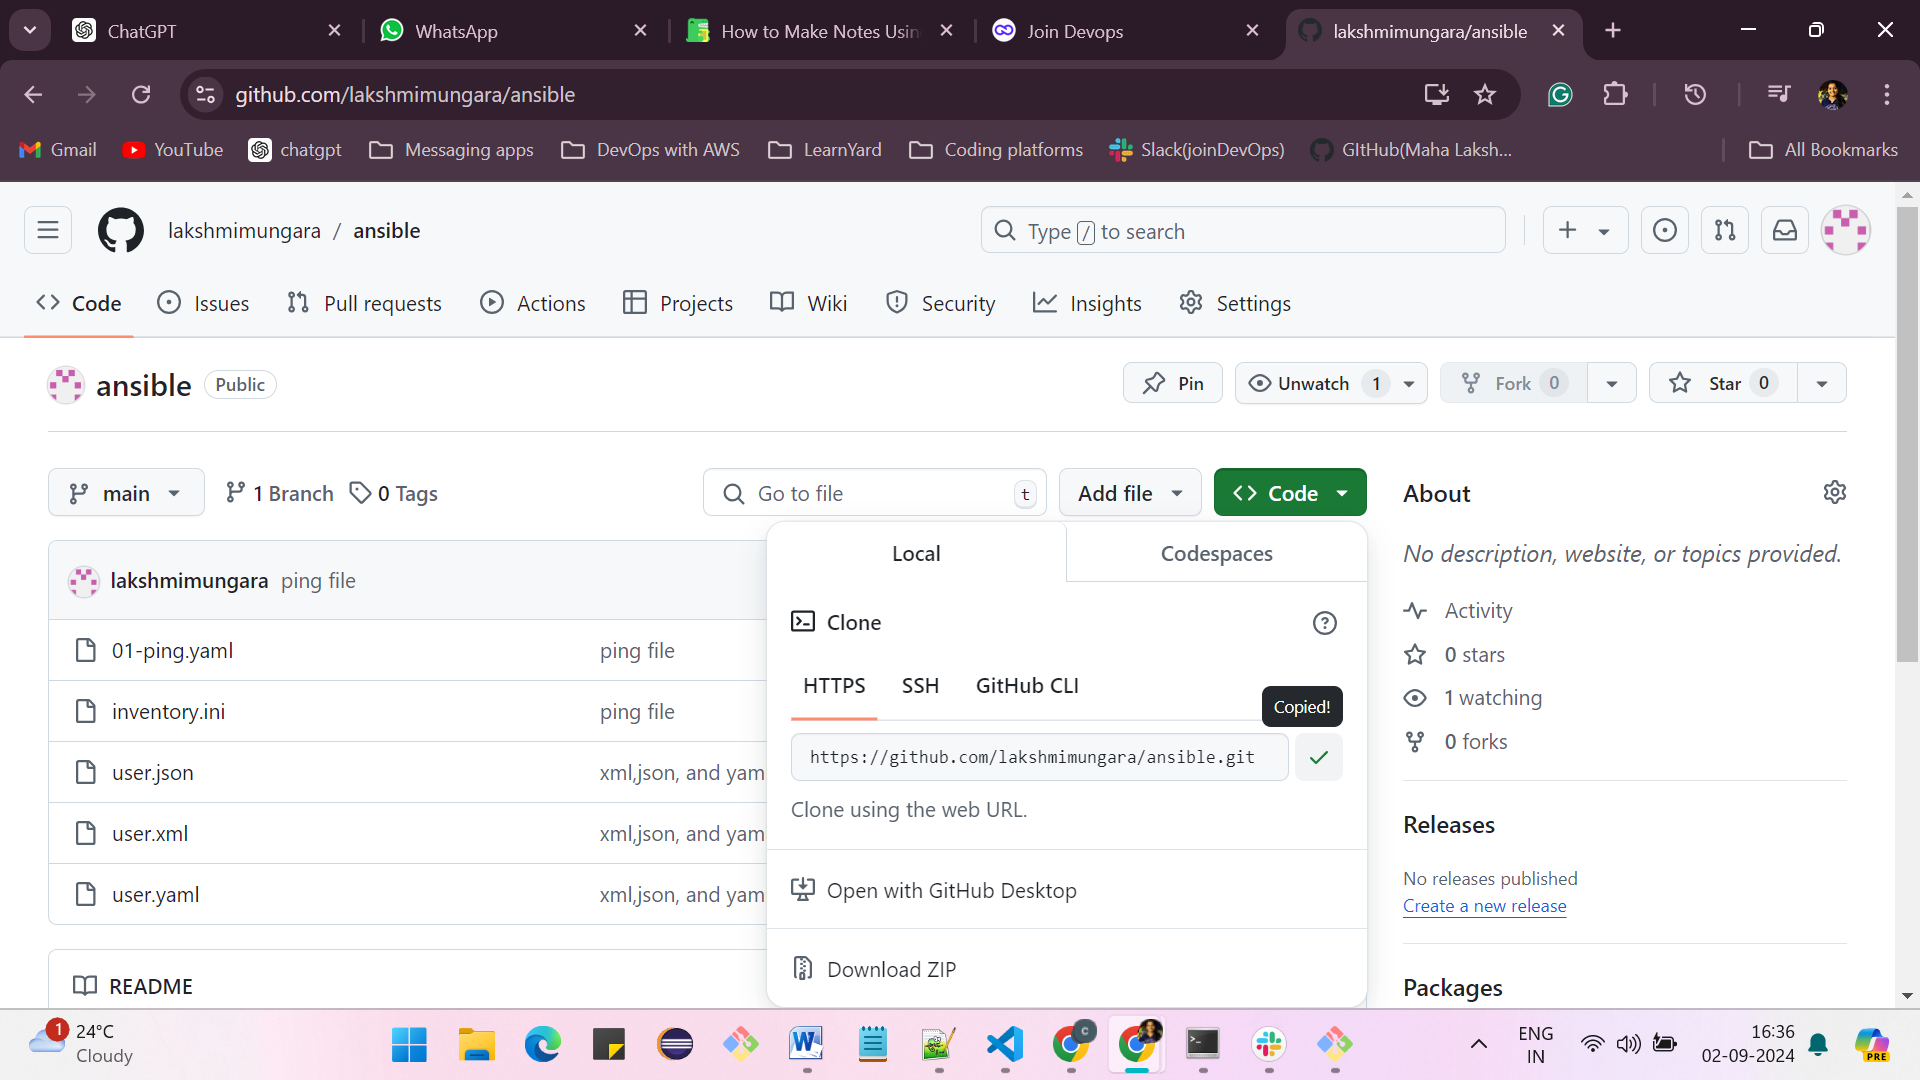 ChatGPT
WhatsApp
How to Make Notes Usin
Join Devops
lakshmimungara/ansible
github.com/lakshmimungara/ansible
Gmail
YouTube
chatgpt
Messaging apps
DevOps with AWS
LearnYard
Coding platforms
Slack(joinDevOps)
GItHub(Maha Laksh...
All Bookmarks
lakshmimungara / ansible
Type / to search
Code
Issues
Pull requests
Actions
Projects
Wiki
Security
Insights
Settings
ansible Public
Pin
Unwatch 1
Fork 0
Star 0
main
1 Branch
0 Tags
Go to file t
Add file
Code
Local
Codespaces
Clone
HTTPS
SSH
GitHub CLI
Copied!
https://github.com/lakshmimungara/ansible.git
Clone using the web URL.
Open with GitHub Desktop
Download ZIP
lakshmimungara ping file
01-ping.yaml ping file
inventory.ini ping file
user.json xml,json, and yam
user.xml xml,json, and yam
user.yaml xml,json, and yam
README
About
No description, website, or topics provided.
Activity
0 stars
1 watching
0 forks
Releases
No releases published
Create a new release
Packages
1
24°C
Cloudy
C
ENG
IN
16:36
02-09-2024
PRE